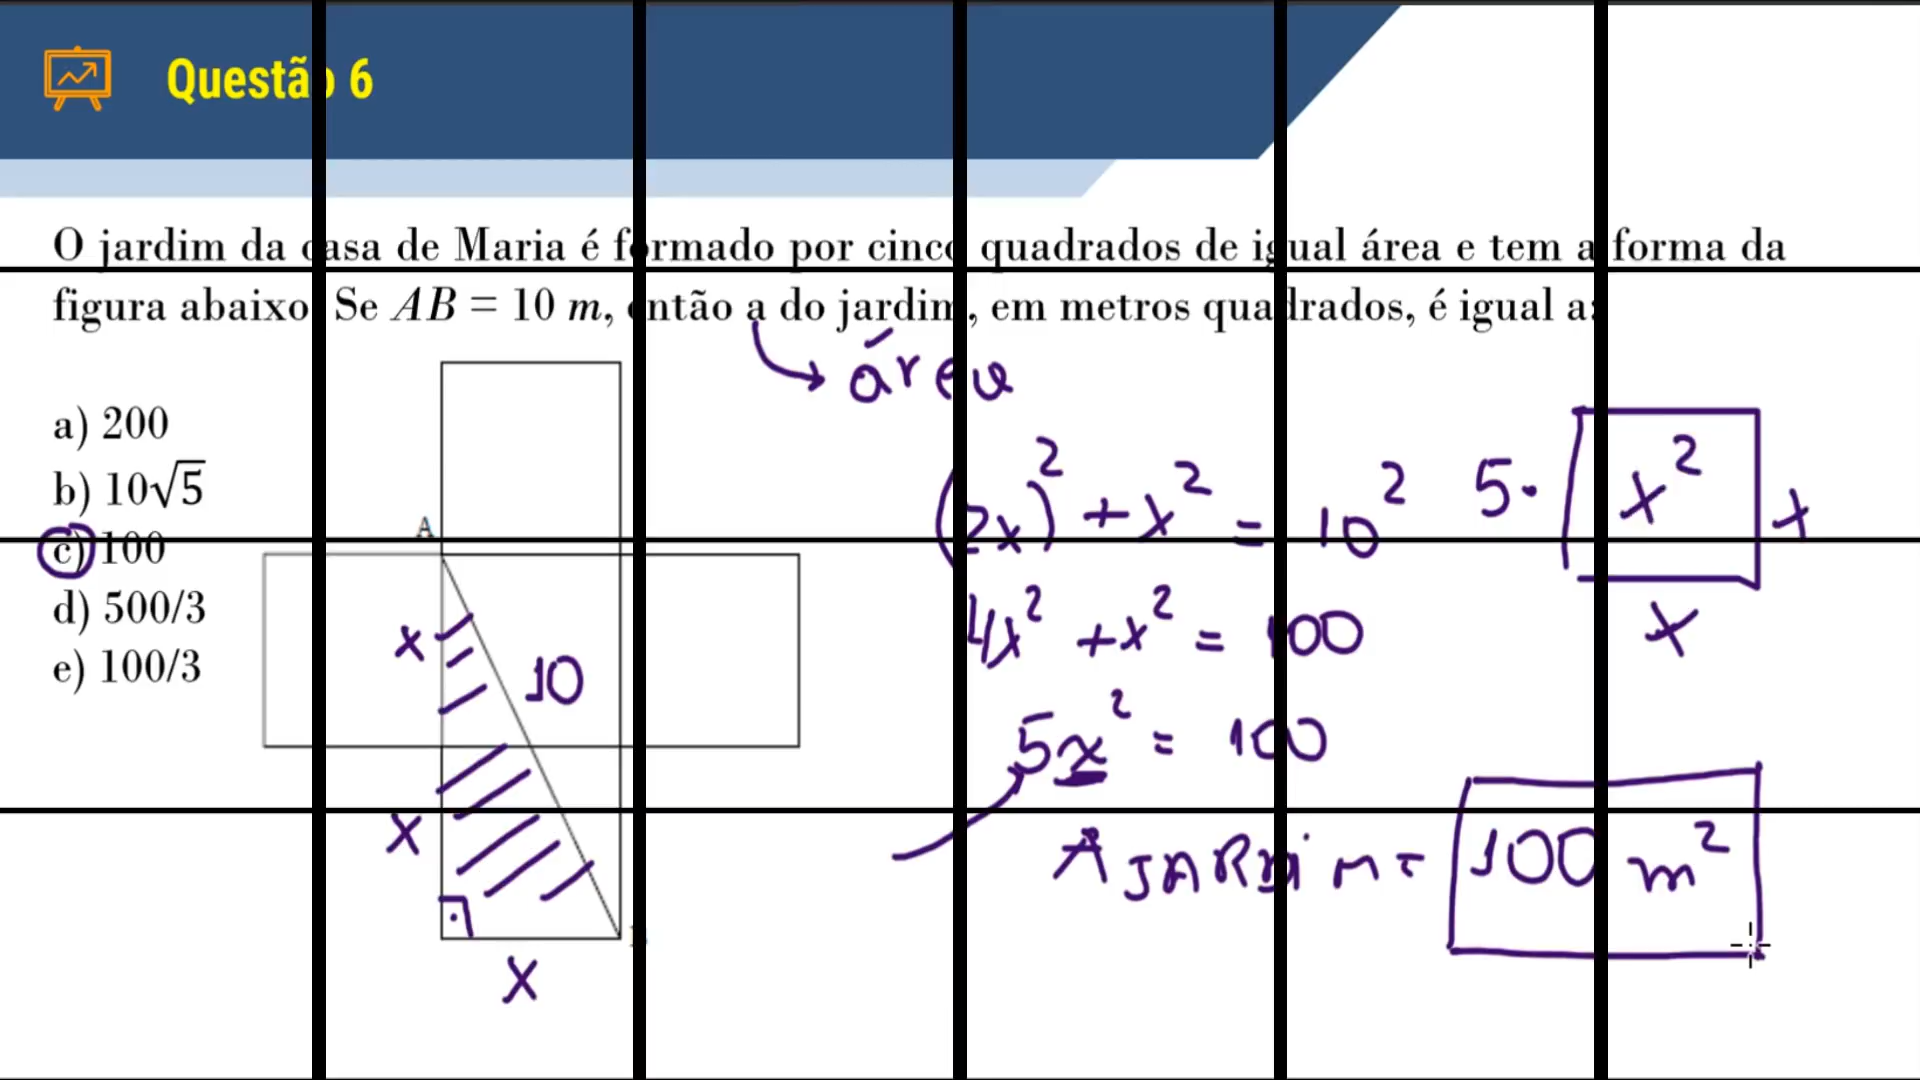 Questão 6
O jardim da casa de Maria é formado por cinco quadrados de igual área e tem a forma da
figura abaixo. Se AB = 10 m, então a do jardim, em metros quadrados, é igual a:
área
a) 200
b) 10√5
c) 100
d) 500/3
e) 100/3
A
x
10
x
x
B
(2x)² + x² = 10²
4x² + x² = 100
5x² = 100
5· x² x
x
A JARDIM = 100 m²